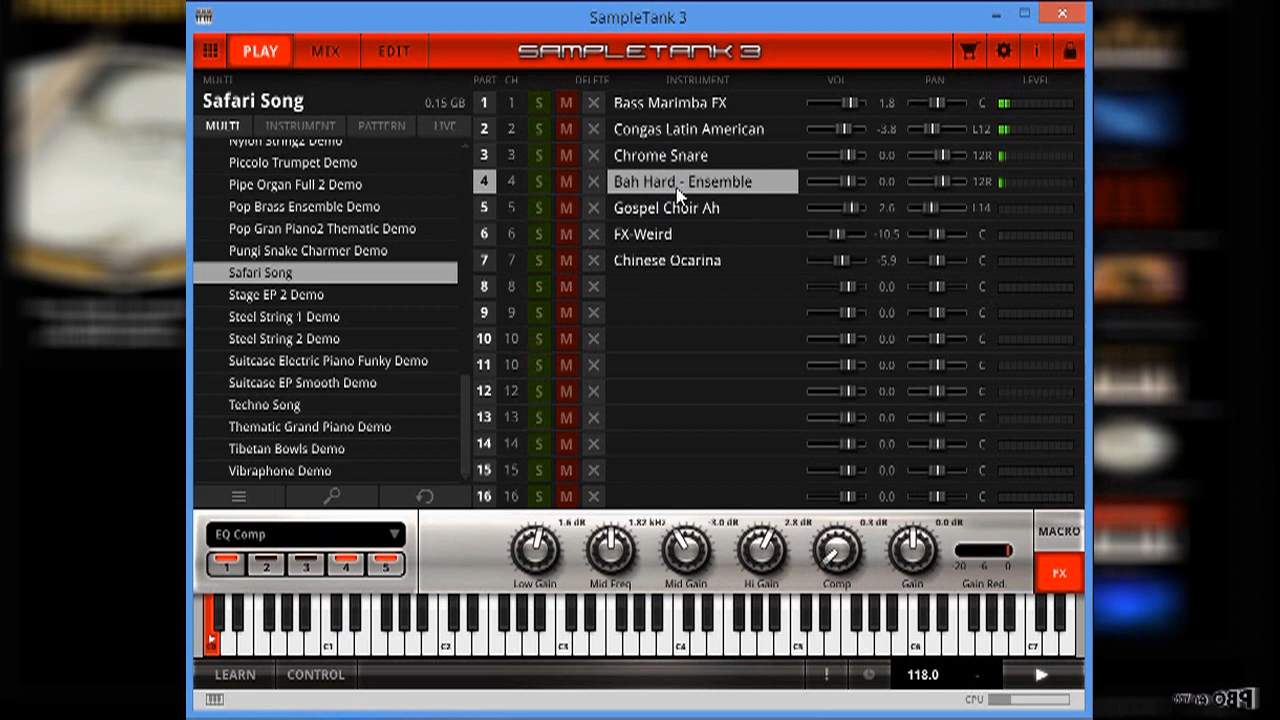 SampleTank 3
PLAY MIX EDIT SAMPLETANK 3 i
MULTI PART CH DELETE INSTRUMENT VOL PAN LEVEL
Safari Song 0.15 GB
MULTI INSTRUMENT PATTERN LIVE
Nylon String2 Demo
Piccolo Trumpet Demo
Pipe Organ Full 2 Demo
Pop Brass Ensemble Demo
Pop Gran Piano2 Thematic Demo
Pungi Snake Charmer Demo
Safari Song
Stage EP 2 Demo
Steel String 1 Demo
Steel String 2 Demo
Suitcase Electric Piano Funky Demo
Suitcase EP Smooth Demo
Techno Song
Thematic Grand Piano Demo
Tibetan Bowls Demo
Vibraphone Demo
1 1 S M X Bass Marimba FX 1.8 C
2 2 S M X Congas Latin American -3.8 L12
3 3 S M X Chrome Snare 0.0 12R
4 4 S M X Bah Hard - Ensemble 0.0 12R
5 5 S M X Gospel Choir Ah 2.6 L14
6 6 S M X FX-Weird -10.5 C
7 7 S M X Chinese Ocarina -5.9 C
8 8 S M X 0.0 C
9 9 S M X 0.0 C
10 10 S M X 0.0 C
11 10 S M X 0.0 C
12 12 S M X 0.0 C
13 13 S M X 0.0 C
14 14 S M X 0.0 C
15 15 S M X 0.0 C
16 16 S M X 0.0 C
EQ Comp
1 2 3 4 5
1.6 dB 1.82 kHz -3.0 dB 2.8 dB 0.3 dB 0.0 dB
Low Gain Mid Freq Mid Gain Hi Gain Comp Gain
-20 -6 0
Gain Red.
MACRO
FX
C0 C1 C2 C3 C4 C5 C6 C7
LEARN CONTROL ! 118.0 -
CPU